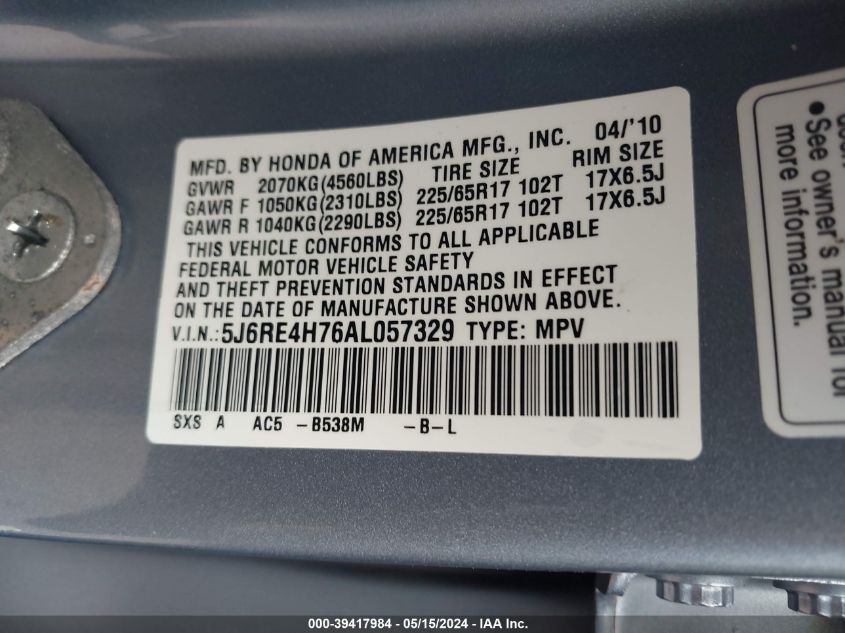 MFD. BY HONDA OF AMERICA MFG., INC. 04/'10
GVWR 2070KG(4560LBS) TIRE SIZE RIM SIZE
GAWR F 1050KG(2310LBS) 225/65R17 102T 17X6.5J
GAWR R 1040KG(2290LBS) 225/65R17 102T 17X6.5J
THIS VEHICLE CONFORMS TO ALL APPLICABLE
FEDERAL MOTOR VEHICLE SAFETY
AND THEFT PREVENTION STANDARDS IN EFFECT
ON THE DATE OF MANUFACTURE SHOWN ABOVE.
V.I.N.: 5J6RE4H76AL057329 TYPE: MPV
SXS A AC5 -B538M -B-L
•See owner's manual for
more information.
000-39417984 - 05/15/2024 - IAA Inc.